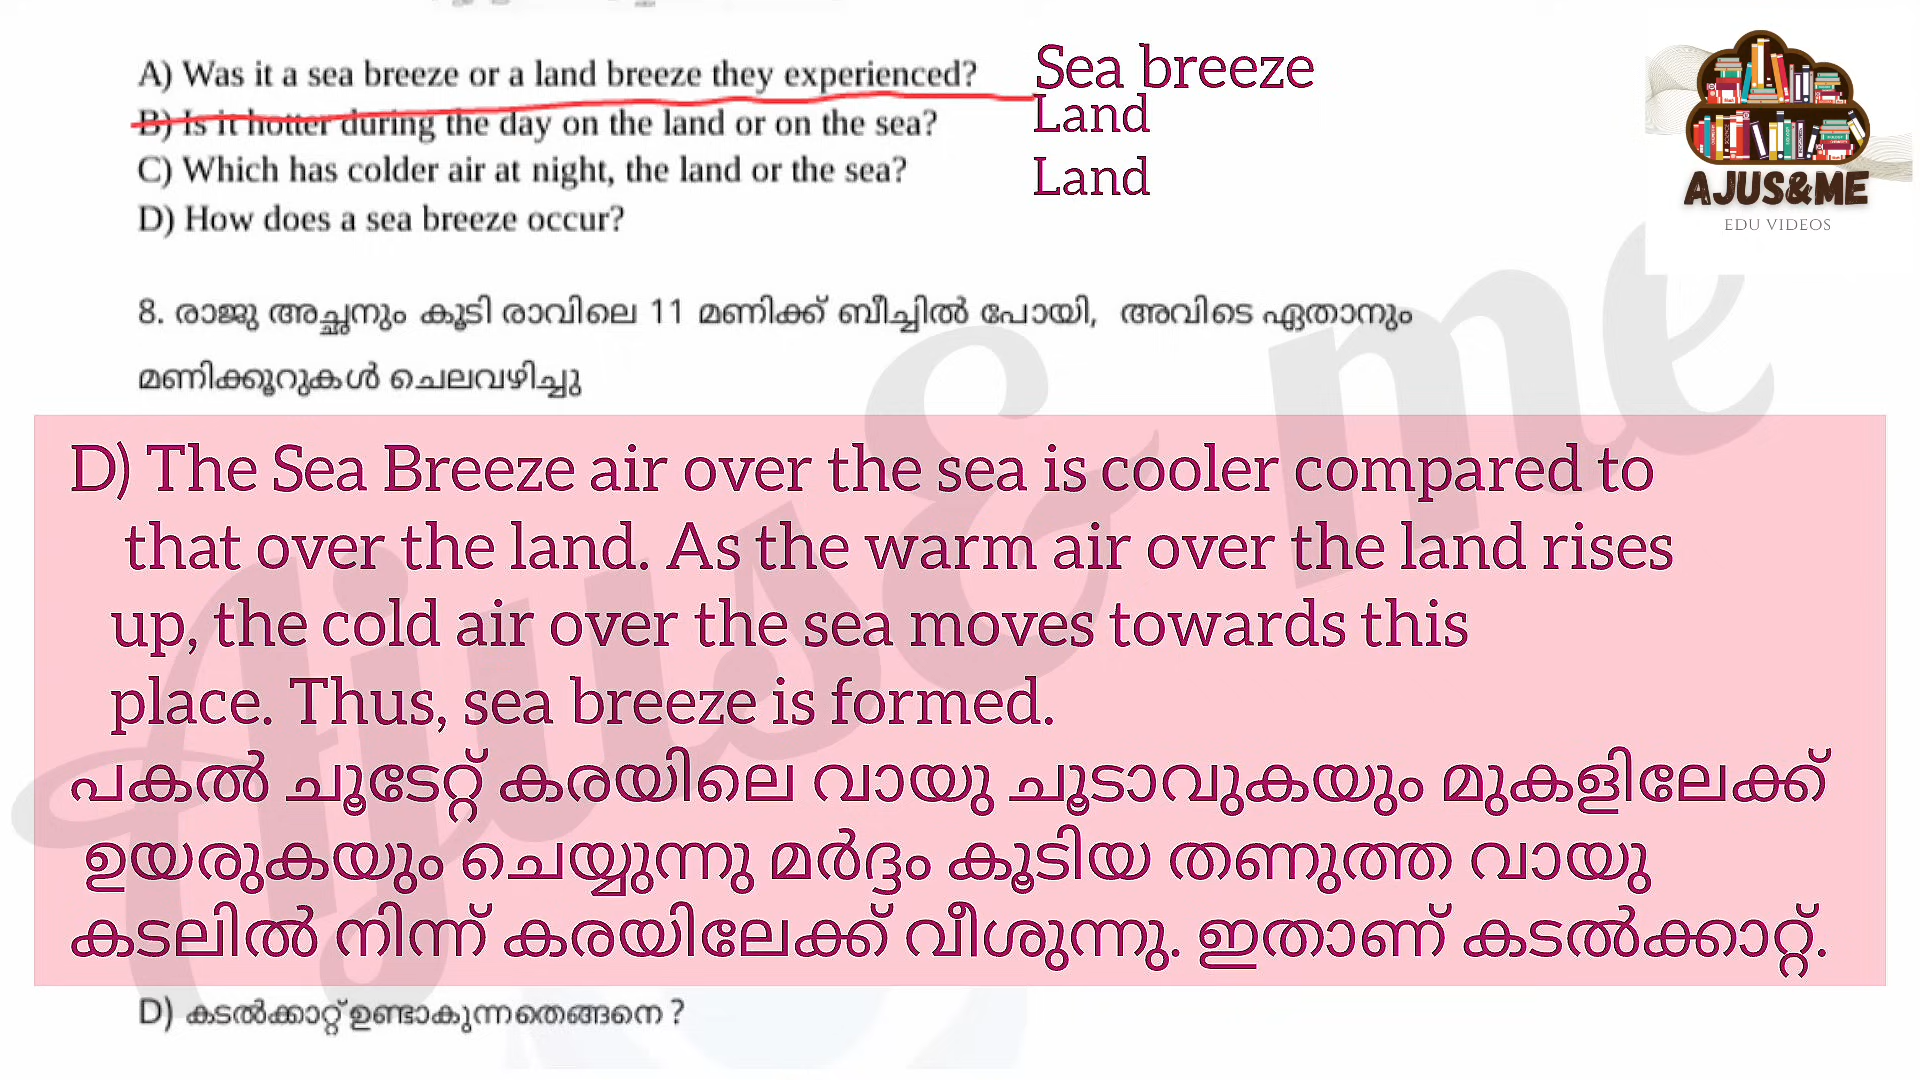 A) Was it a sea breeze or a land breeze they experienced? Sea breeze
B) Is it hotter during the day on the land or on the sea? Land
C) Which has colder air at night, the land or the sea? Land
D) How does a sea breeze occur?
AJUS&ME
EDU VIDEOS
8. രാജു അച്ഛനും കൂടി രാവിലെ 11 മണിക്ക് ബീച്ചിൽ പോയി, അവിടെ ഏതാനും
മണിക്കൂറുകൾ ചെലവഴിച്ചു
D) The Sea Breeze air over the sea is cooler compared to
that over the land. As the warm air over the land rises
up, the cold air over the sea moves towards this
place. Thus, sea breeze is formed.
പകൽ ചൂടേറ്റ് കരയിലെ വായു ചൂടാവുകയും മുകളിലേക്ക്
ഉയരുകയും ചെയ്യുന്നു മർദ്ദം കൂടിയ തണുത്ത വായു
കടലിൽ നിന്ന് കരയിലേക്ക് വീശുന്നു. ഇതാണ് കടൽക്കാറ്റ്.
D) കടൽക്കാറ്റ് ഉണ്ടാകുന്നതെങ്ങനെ ?
Ajus& me